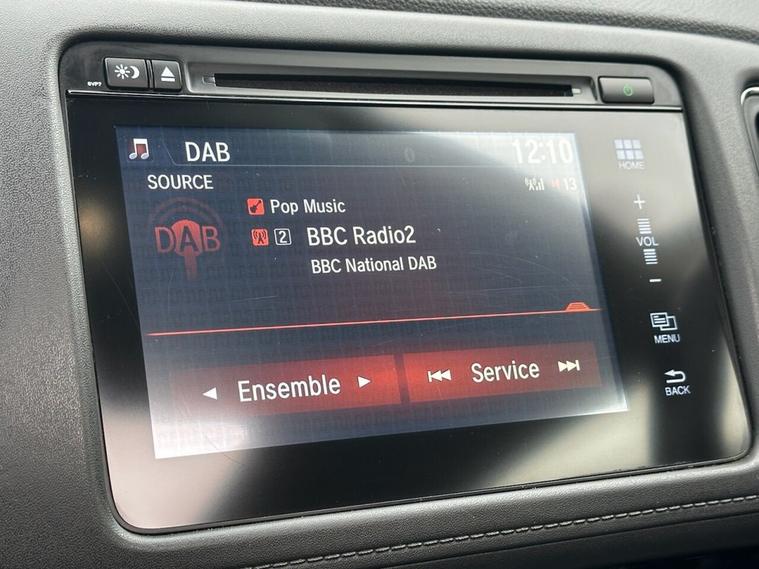 DAB
12:10
HOME
SOURCE
13
Pop Music
DAB
2 BBC Radio2
BBC National DAB
VOL
MENU
Ensemble
Service
BACK